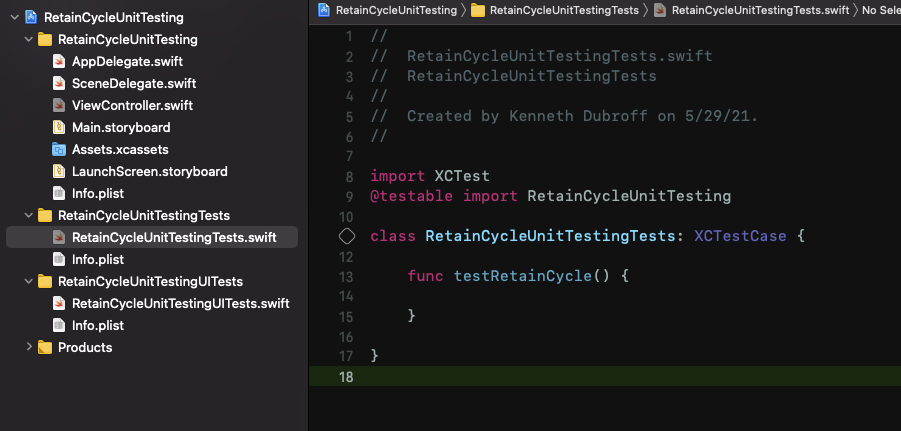 RetainCycleUnitTesting
RetainCycleUnitTesting
AppDelegate.swift
SceneDelegate.swift
ViewController.swift
Main.storyboard
Assets.xcassets
LaunchScreen.storyboard
Info.plist
RetainCycleUnitTestingTests
RetainCycleUnitTestingTests.swift
Info.plist
RetainCycleUnitTestingUITests
RetainCycleUnitTestingUITests.swift
Info.plist
Products
RetainCycleUnitTesting 〉 RetainCycleUnitTestingTests 〉 RetainCycleUnitTestingTests.swift 〉 No Sele
1 //
2 //  RetainCycleUnitTestingTests.swift
3 //  RetainCycleUnitTestingTests
4 //
5 //  Created by Kenneth Dubroff on 5/29/21.
6 //
7
8 import XCTest
9 @testable import RetainCycleUnitTesting
10
class RetainCycleUnitTestingTests: XCTestCase {
12
13     func testRetainCycle() {
14
15     }
16
17 }
18